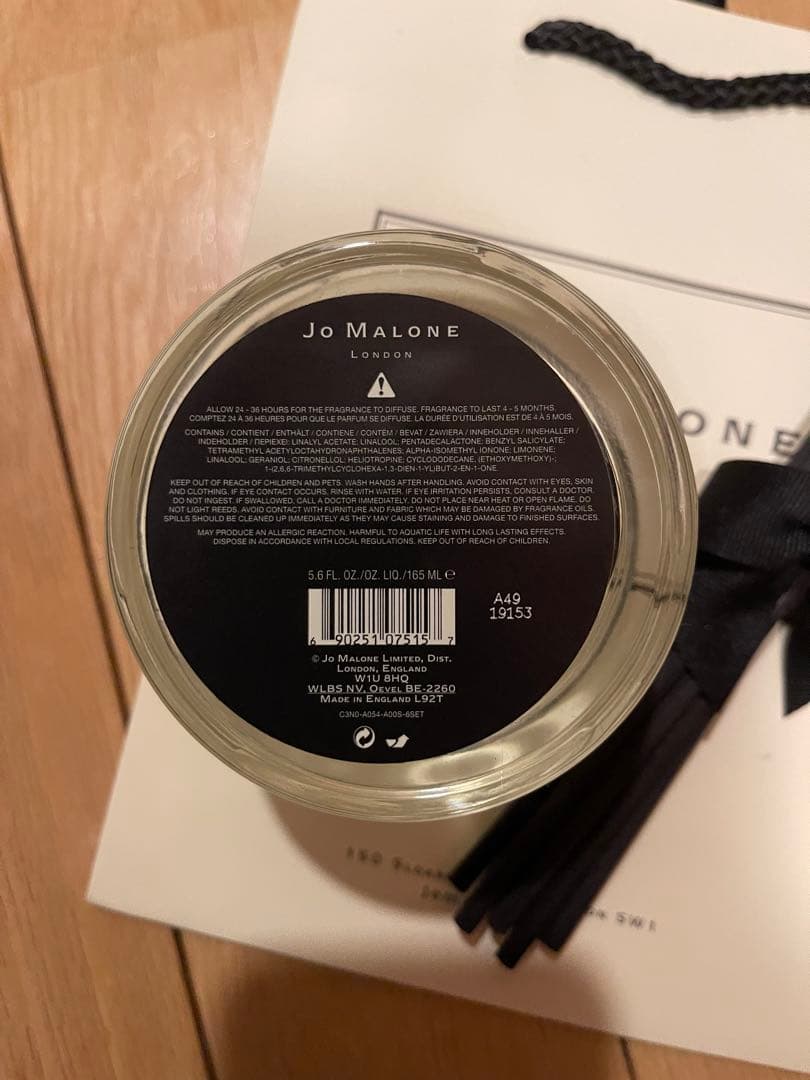 JO MALONE
LONDON
ALLOW 24 - 36 HOURS FOR THE FRAGRANCE TO DIFFUSE. FRAGRANCE TO LAST 4 - 5 MONTHS.
COMPTEZ 24 À 36 HEURES POUR QUE LE PARFUM SE DIFFUSE. LA DURÉE D'UTILISATION EST DE 4 À 5 MOIS.
CONTAINS / CONTIENT / ENTHÄLT / CONTIENE / CONTÉM / BEVAT / ZAWIERA / INNEHOLDER / INNEHALLER /
INDEHOLDER / ΠΕΡΙΕΧΕΙ: LINALYL ACETATE; LINALOOL; PENTADECALACTONE; BENZYL SALICYLATE;
TETRAMETHYL ACETYLOCTAHYDRONAPHTHALENES; ALPHA-ISOMETHYL IONONE; LIMONENE;
LINALOOL; GERANIOL; CITRONELLOL; HELIOTROPINE; CYCLODODECANE, (ETHOXYMETHOXY)-;
1-(2,6,6-TRIMETHYLCYCLOHEXA-1,3-DIEN-1-YL)BUT-2-EN-1-ONE.
KEEP OUT OF REACH OF CHILDREN AND PETS. WASH HANDS AFTER HANDLING. AVOID CONTACT WITH EYES, SKIN
AND CLOTHING. IF EYE CONTACT OCCURS, RINSE WITH WATER. IF EYE IRRITATION PERSISTS, CONSULT A DOCTOR.
DO NOT INGEST. IF SWALLOWED, CALL A DOCTOR IMMEDIATELY. DO NOT PLACE NEAR HEAT OR OPEN FLAME. DO
NOT LIGHT REEDS. AVOID CONTACT WITH FURNITURE AND FABRIC WHICH MAY BE DAMAGED BY FRAGRANCE OILS.
SPILLS SHOULD BE CLEANED UP IMMEDIATELY AS THEY MAY CAUSE STAINING AND DAMAGE TO FINISHED SURFACES.
MAY PRODUCE AN ALLERGIC REACTION. HARMFUL TO AQUATIC LIFE WITH LONG LASTING EFFECTS.
DISPOSE IN ACCORDANCE WITH LOCAL REGULATIONS. KEEP OUT OF REACH OF CHILDREN.
5.6 FL. OZ./OZ. LIQ./165 ML ℮
A49
19153
6 90251 07515 7
© JO MALONE LIMITED, DIST.
LONDON, ENGLAND
W1U 8HQ
WLBS NV, OEVEL BE-2260
MADE IN ENGLAND L92T
C3N0-A054-A00S-6SET
ONE
150
SW1